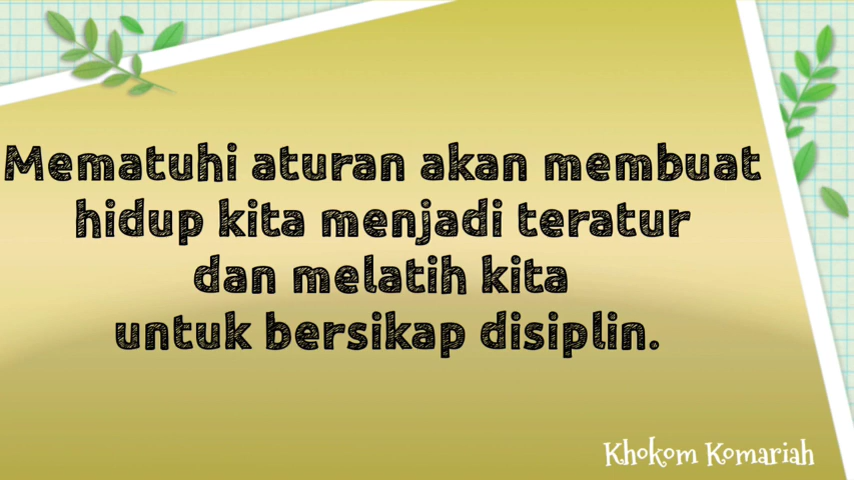 Mematuhi aturan akan membuat
hidup kita menjadi teratur
dan melatih kita
untuk bersikap disiplin.
Khokom Komariah